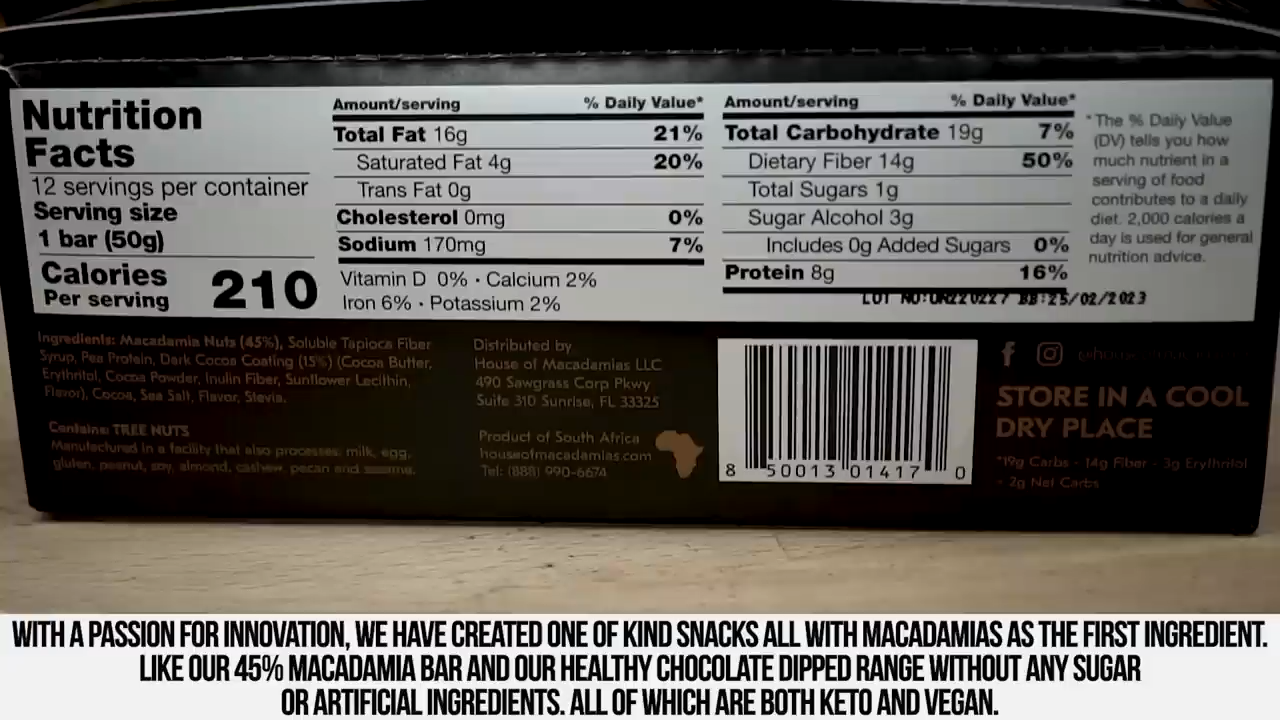 Nutrition
Facts
12 servings per container
Serving size
1 bar (50g)
Calories
Per serving 210
Amount/serving % Daily Value*
Total Fat 16g 21%
Saturated Fat 4g 20%
Trans Fat 0g
Cholesterol 0mg 0%
Sodium 170mg 7%
Vitamin D 0% • Calcium 2%
Iron 6% • Potassium 2%
Amount/serving % Daily Value*
Total Carbohydrate 19g 7%
Dietary Fiber 14g 50%
Total Sugars 1g
Sugar Alcohol 3g
Includes 0g Added Sugars 0%
Protein 8g 16%
LOT NO: BB:25/02/2023
*The % Daily Value
(DV) tells you how
much nutrient in a
serving of food
contributes to a daily
diet. 2,000 calories a
day is used for general
nutrition advice.
Ingredients: Macadamia Nuts (45%), Soluble Tapioca Fiber
Syrup, Pea Protein, Dark Cocoa Coating (15%) (Cocoa Butter,
Erythritol, Cocoa Powder, Inulin Fiber, Sunflower Lecithin,
Flavor), Cocoa, Sea Salt, Flavor, Stevia.
Contains: TREE NUTS
Manufactured in a facility that also processes: milk, egg,
gluten, peanut, soy, almond, cashew, pecan and sesame.
Distributed by
House of Macadamias LLC
490 Sawgrass Corp Pkwy
Suite 310 Sunrise, FL 33325
Product of South Africa
houseofmacadamias.com
Tel: (888) 990-6674
8 50013 01417 0
STORE IN A COOL
DRY PLACE
*19g Carbs - 14g Fiber - 3g Erythritol
= 2g Net Carbs
WITH A PASSION FOR INNOVATION, WE HAVE CREATED ONE OF KIND SNACKS ALL WITH MACADAMIAS AS THE FIRST INGREDIENT.
LIKE OUR 45% MACADAMIA BAR AND OUR HEALTHY CHOCOLATE DIPPED RANGE WITHOUT ANY SUGAR
OR ARTIFICIAL INGREDIENTS. ALL OF WHICH ARE BOTH KETO AND VEGAN.